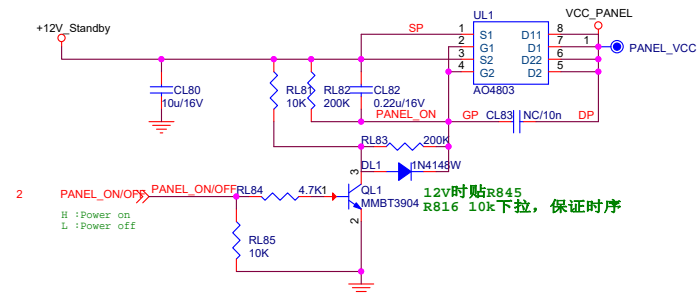 UL1
VCC_PANEL
+12V_Standby
SP
1 S1 D11 8
2 G1 D1 7 1 PANEL_VCC
3 S2 D22 6
4 G2 D2 5
AO4803
CL80
10u/16V
RL81
10K
RL82
200K
CL82
0.22u/16V
PANEL_ON
GP CL83 NC/10n DP
RL83 200K
DL1 1N4148W
3
2 PANEL_ON/OFF PANEL_ON/OFF RL84 4.7K 1 QL1
MMBT3904
H :Power on
L :Power off
12V时贴R845
R816 10k下拉，保证时序
2
RL85
10K